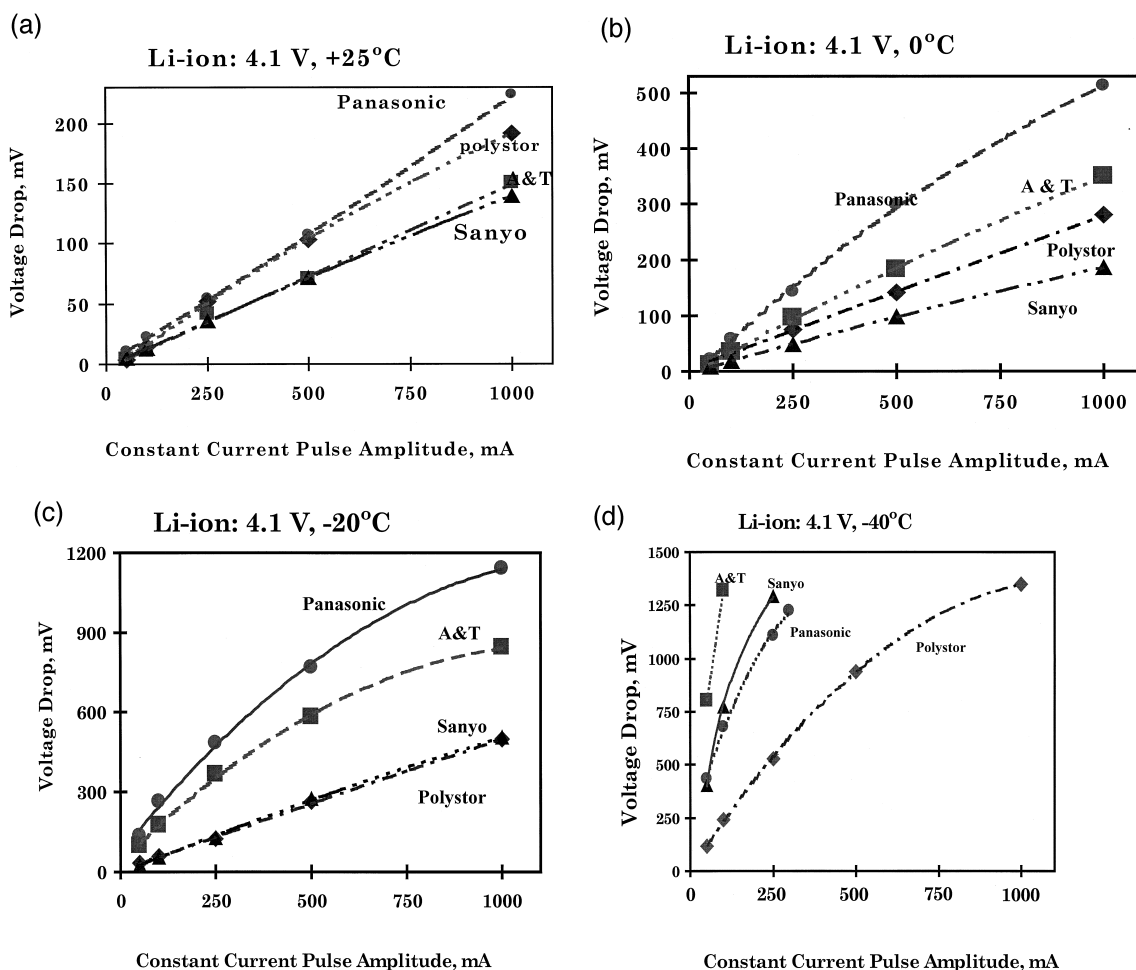 (a)
Li-ion: 4.1 V, +25°C
Voltage Drop, mV
200
150
100
50
0
Panasonic
polystor
A&T
Sanyo
0 250 500 750 1000
Constant Current Pulse Amplitude, mA
(b)
Li-ion: 4.1 V, 0°C
Voltage Drop, mV
500
400
300
200
100
0
Panasonic
A & T
Polystor
Sanyo
0 250 500 750 1000
Constant Current Pulse Amplitude, mA
(c)
Li-ion: 4.1 V, -20°C
Voltage Drop, mV
1200
900
600
300
0
Panasonic
A&T
Sanyo
Polystor
0 250 500 750 1000
Constant Current Pulse Amplitude, mA
(d)
Li-ion: 4.1 V, -40°C
Voltage Drop, mV
1500
1250
1000
750
500
250
0
A&T
Sanyo
Panasonic
Polystor
0 250 500 750 1000
Constant Current Pulse Amplitude, mA